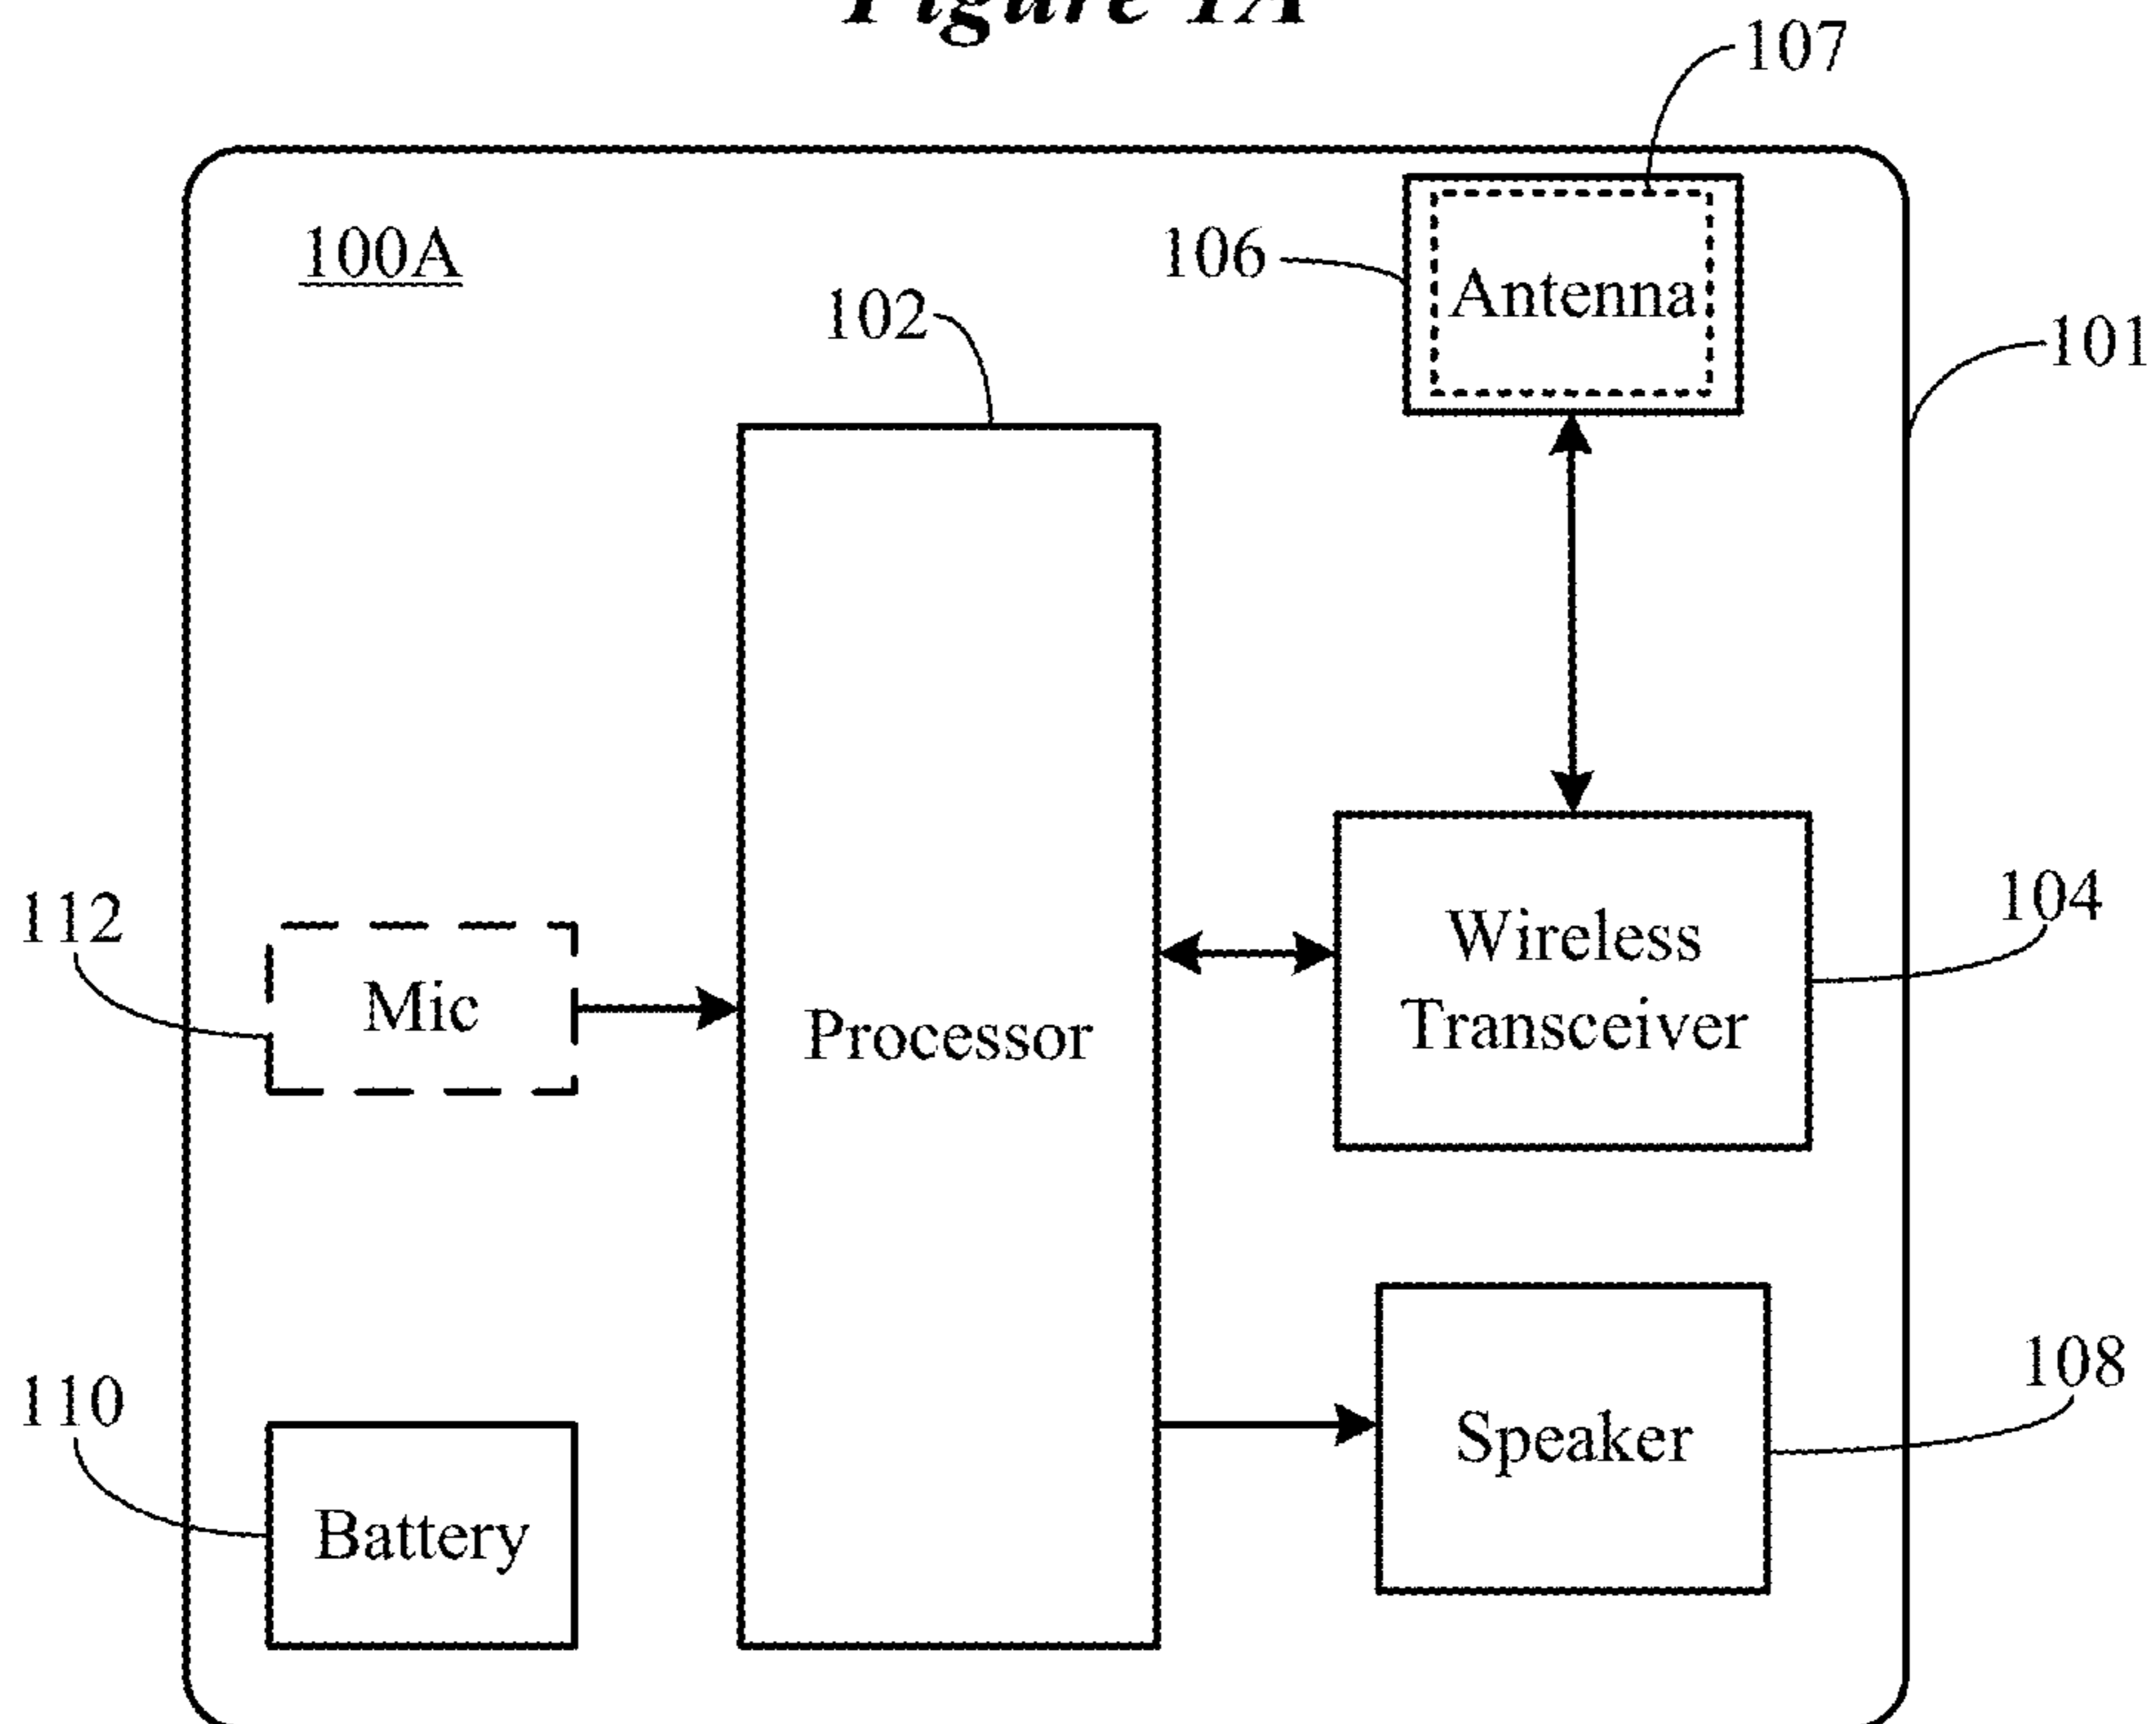 Figure 1A
107
100A
106
Antenna
102
101
112
Mic
Processor
Wireless
Transceiver
104
110
Battery
Speaker
108